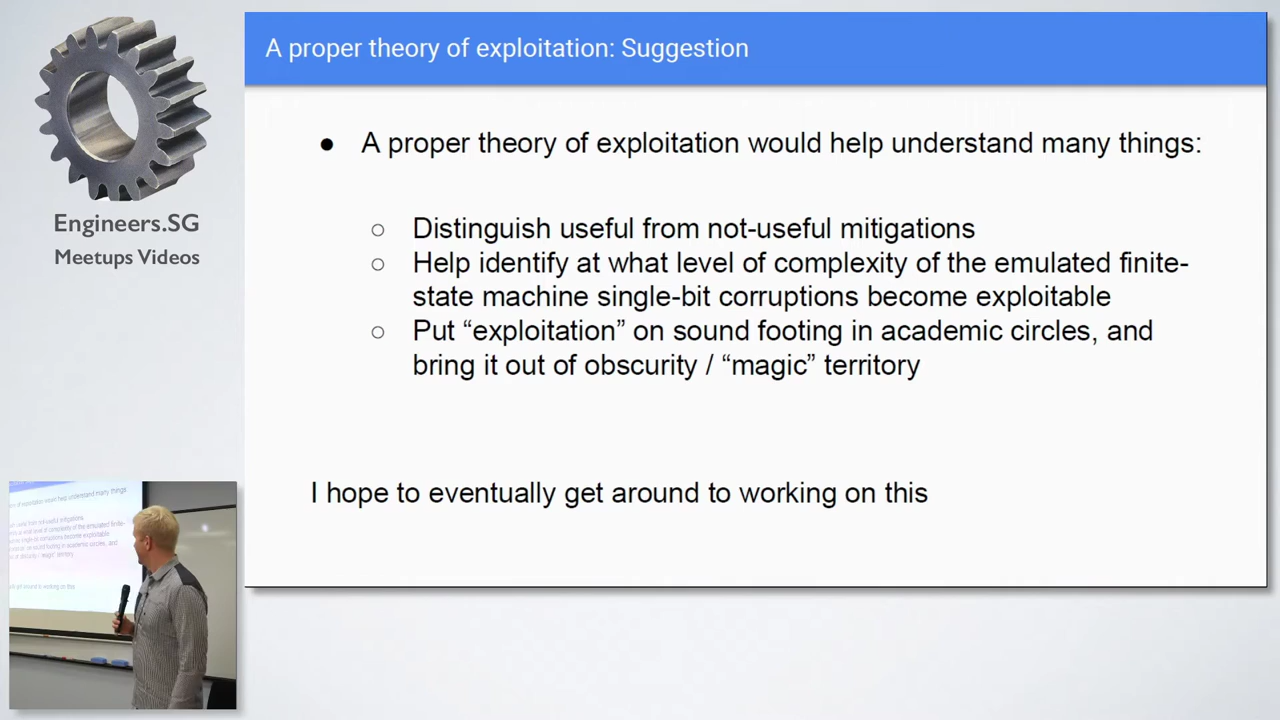 A proper theory of exploitation: Suggestion
● A proper theory of exploitation would help understand many things:
○ Distinguish useful from not-useful mitigations
○ Help identify at what level of complexity of the emulated finite-
state machine single-bit corruptions become exploitable
○ Put “exploitation” on sound footing in academic circles, and
bring it out of obscurity / “magic” territory
I hope to eventually get around to working on this
Engineers.SG
Meetups Videos